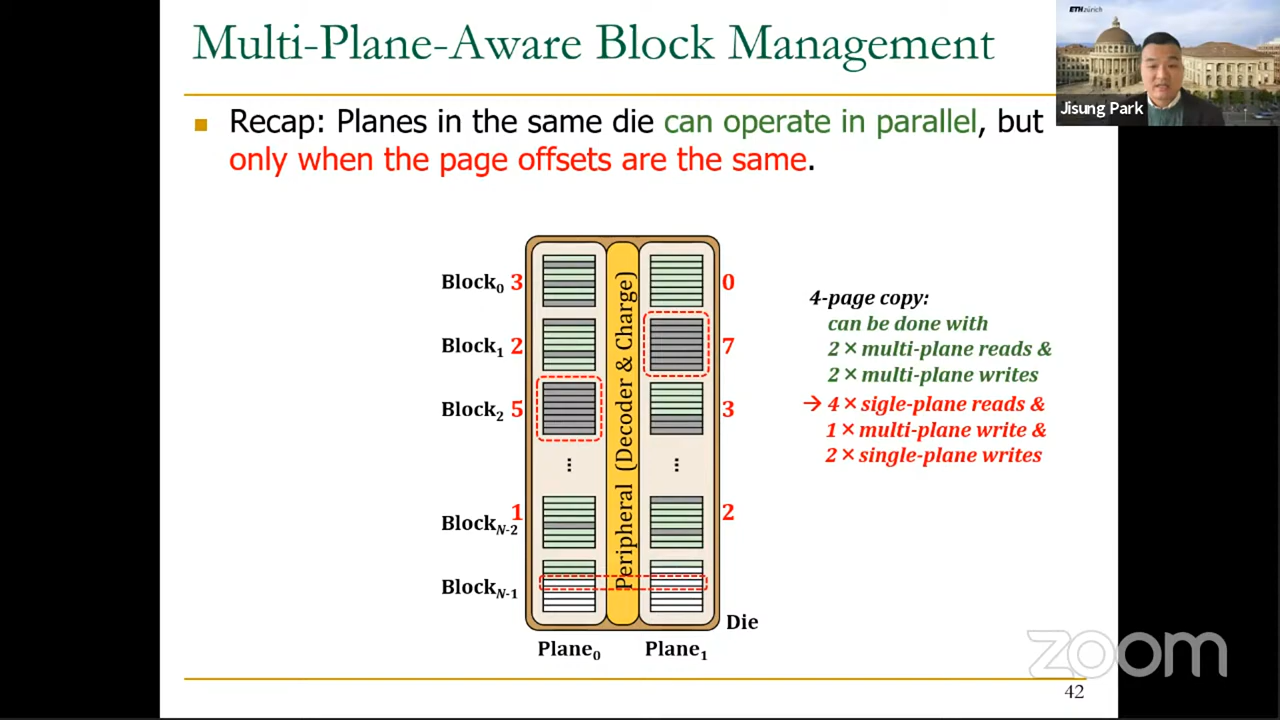 Multi-Plane-Aware Block Management
ETH zürich
Jisung Park
Recap: Planes in the same die can operate in parallel, but
only when the page offsets are the same.
Block0 3
0
Block1 2
7
Block2 5
3
BlockN-2 1
2
BlockN-1
Peripheral (Decoder & Charge)
Die
Plane0
Plane1
4-page copy:
can be done with
2 × multi-plane reads &
2 × multi-plane writes
→ 4 × sigle-plane reads &
1 × multi-plane write &
2 × single-plane writes
zoom
42